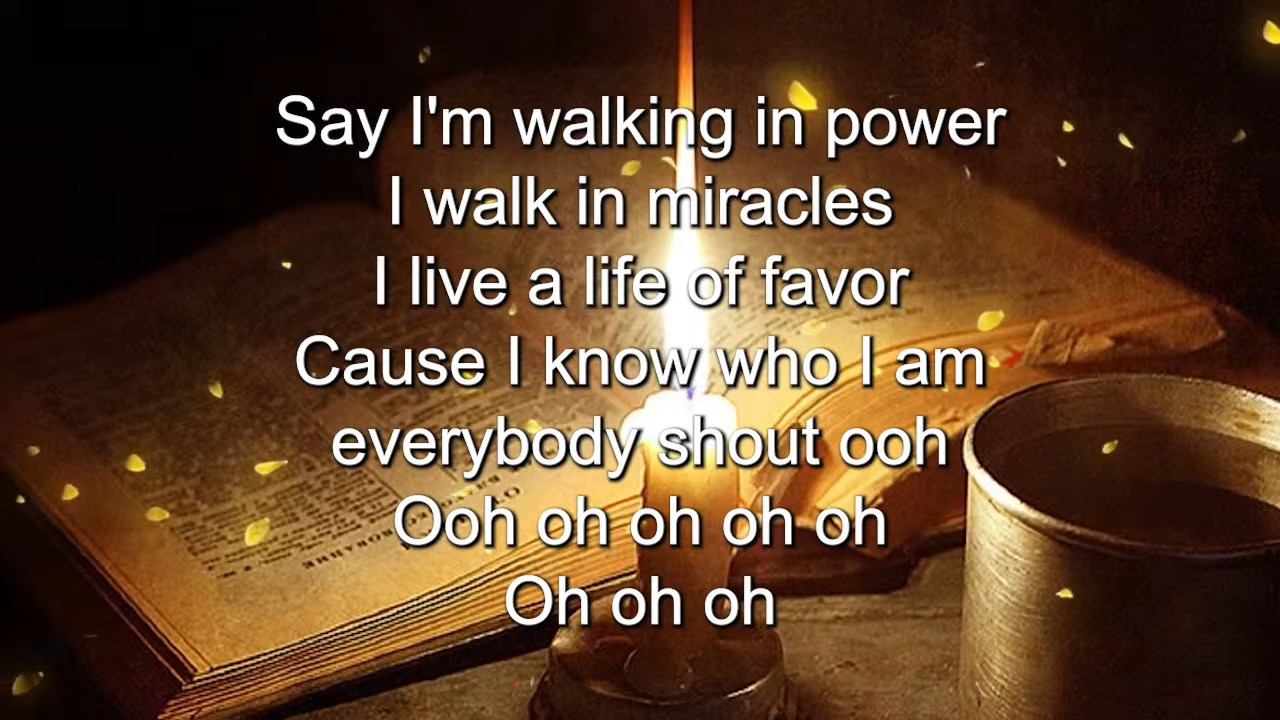 Say I'm walking in power
I walk in miracles
I live a life of favor
Cause I know who I am
everybody shout ooh
Ooh oh oh oh oh
Oh oh oh